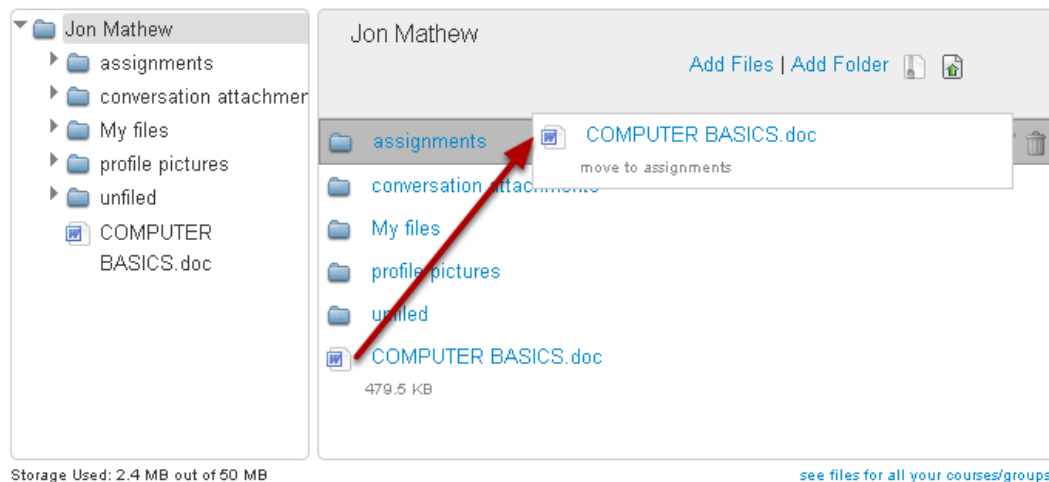 Jon Mathew
assignments
conversation attachmer
My files
profile pictures
unfiled
COMPUTER
BASICS.doc
Jon Mathew
Add Files | Add Folder
assignments
COMPUTER BASICS.doc
move to assignments
conversation attachments
My files
profile pictures
unfiled
COMPUTER BASICS.doc
479.5 KB
Storage Used: 2.4 MB out of 50 MB
see files for all your courses/groups